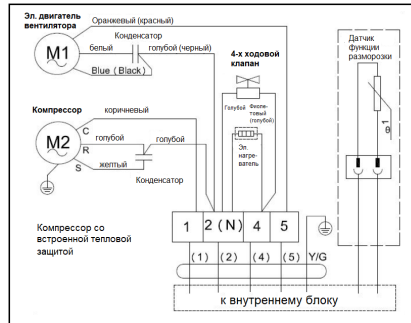 Эл. двигатель
вентилятора
Оранжевый (красный)
M1
белый
Конденсатор
голубой (черный)
Blue (Black)
4-х ходовой
клапан
Голубой
Фиоле-
товый
(голубой)
Эл.
нагре-
ватель
Датчик
функции
разморозки
θ 1
Компрессор
M2
C
коричневый
R
голубой
голубой
S
желтый
Конденсатор
Компрессор со
встроенной тепловой
защитой
1 2 (N) 4 5
(1) (2) (4) (5) Y/G
к внутреннему блоку